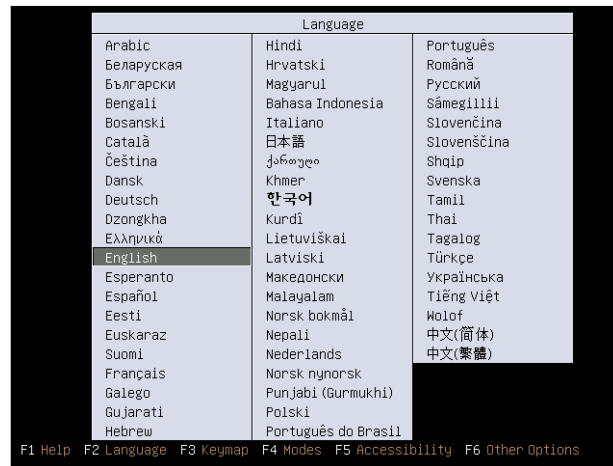 Language
Arabic
Беларуская
Български
Bengali
Bosanski
Català
Čeština
Dansk
Deutsch
Dzongkha
Ελληνικά
English
Esperanto
Español
Eesti
Euskaraz
Suomi
Français
Galego
Gujarati
Hebrew
Hindi
Hrvatski
Magyarul
Bahasa Indonesia
Italiano
日本語
ქართული
Khmer
한국어
Kurdî
Lietuviškai
Latviski
Македонски
Malayalam
Norsk bokmål
Nepali
Nederlands
Norsk nynorsk
Punjabi (Gurmukhi)
Polski
Português do Brasil
Português
Română
Русский
Sámegillii
Slovenčina
Slovenščina
Shqip
Svenska
Tamil
Thai
Tagalog
Türkçe
Українська
Tiếng Việt
Wolof
中文(简体)
中文(繁體)
F1 Help F2 Language F3 Keymap F4 Modes F5 Accessibility F6 Other Options